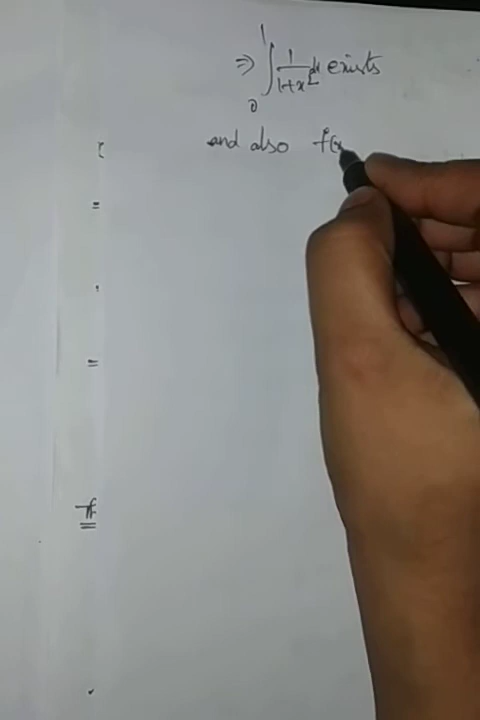 ⇒ ∫₀¹ 1/(1+x²) dx exists
and also f(x